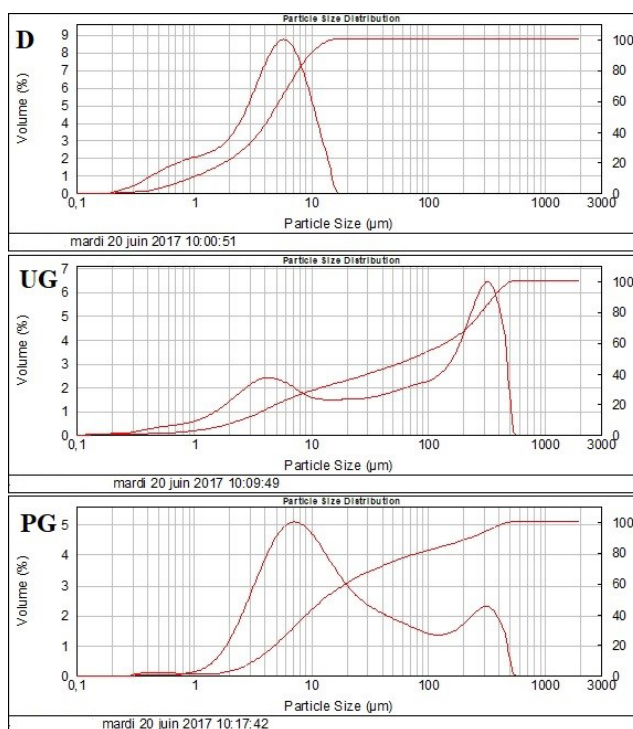 D
Particle Size Distribution
Volume (%)
9
8
7
6
5
4
3
2
1
0
100
80
60
40
20
0
0,1 1 10 100 1000 3000
Particle Size (µm)
mardi 20 juin 2017 10:00:51
UG
Particle Size Distribution
Volume (%)
7
6
5
4
3
2
1
0
100
80
60
40
20
0
0,1 1 10 100 1000 3000
Particle Size (µm)
mardi 20 juin 2017 10:09:49
PG
Particle Size Distribution
Volume (%)
5
4
3
2
1
0
100
80
60
40
20
0
0,1 1 10 100 1000 3000
Particle Size (µm)
mardi 20 juin 2017 10:17:42